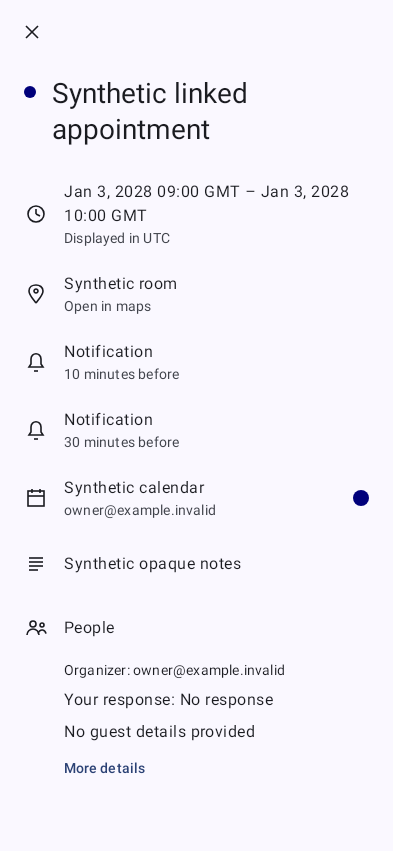 Synthetic linked
appointment
Jan 3, 2028 09:00 GMT – Jan 3, 2028
10:00 GMT
Displayed in UTC
Synthetic room
Open in maps
Notification
10 minutes before
Notification
30 minutes before
Synthetic calendar
owner@example.invalid
Synthetic opaque notes
People
Organizer: owner@example.invalid
Your response: No response
No guest details provided
More details